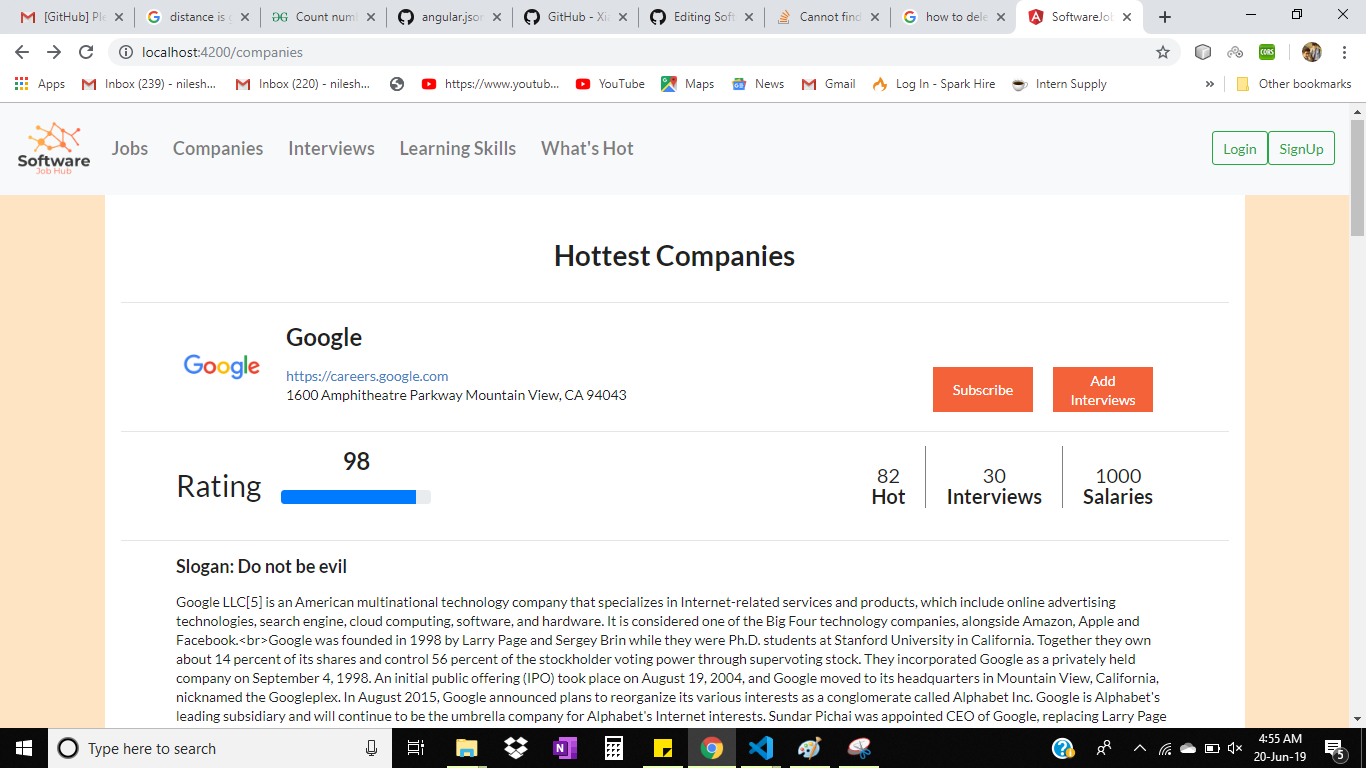 [GitHub] Ple
distance is g
Count num
angular.json
GitHub - Xia
Editing Soft
Cannot find
how to dele
SoftwareJob
localhost:4200/companies
CORS
Apps
Inbox (239) - nilesh...
Inbox (220) - nilesh...
https://www.youtub...
YouTube
Maps
News
Gmail
Log In - Spark Hire
Intern Supply
»
Other bookmarks
Software
Job Hub
Jobs
Companies
Interviews
Learning Skills
What's Hot
Login
SignUp
Hottest Companies
Google
Google
https://careers.google.com
1600 Amphitheatre Parkway Mountain View, CA 94043
Subscribe
Add
Interviews
Rating
98
82
Hot
30
Interviews
1000
Salaries
Slogan: Do not be evil
Google LLC[5] is an American multinational technology company that specializes in Internet-related services and products, which include online advertising
technologies, search engine, cloud computing, software, and hardware. It is considered one of the Big Four technology companies, alongside Amazon, Apple and
Facebook.<br>Google was founded in 1998 by Larry Page and Sergey Brin while they were Ph.D. students at Stanford University in California. Together they own
about 14 percent of its shares and control 56 percent of the stockholder voting power through supervoting stock. They incorporated Google as a privately held
company on September 4, 1998. An initial public offering (IPO) took place on August 19, 2004, and Google moved to its headquarters in Mountain View, California,
nicknamed the Googleplex. In August 2015, Google announced plans to reorganize its various interests as a conglomerate called Alphabet Inc. Google is Alphabet's
leading subsidiary and will continue to be the umbrella company for Alphabet's Internet interests. Sundar Pichai was appointed CEO of Google, replacing Larry Page
Type here to search
4:55 AM
20-Jun-19
5